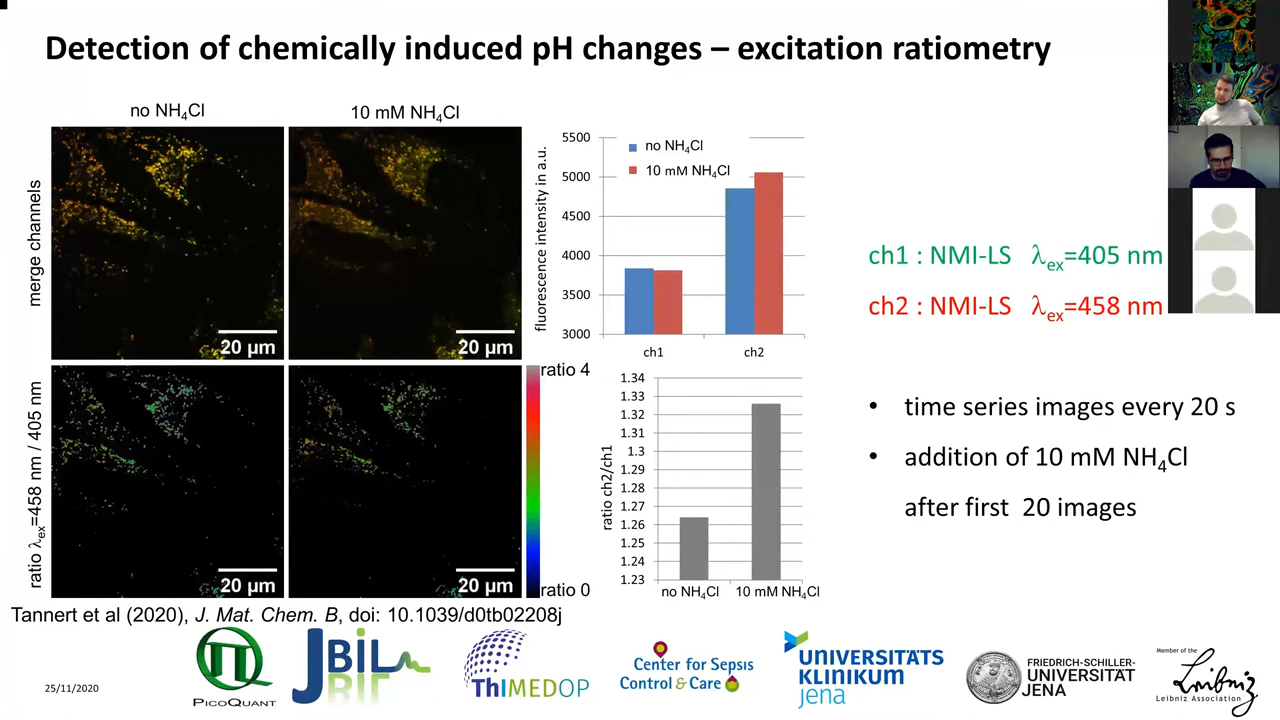 Detection of chemically induced pH changes – excitation ratiometry
no NH₄Cl
10 mM NH₄Cl
merge channels
20 µm
20 µm
ratio λex=458 nm / 405 nm
20 µm
20 µm
ratio 4
ratio 0
fluorescence intensity in a.u.
5500
5000
4500
4000
3500
3000
no NH₄Cl
10 mM NH₄Cl
ch1
ch2
ratio ch2/ch1
1.34
1.33
1.32
1.31
1.3
1.29
1.28
1.27
1.26
1.25
1.24
1.23
no NH₄Cl
10 mM NH₄Cl
ch1 : NMI-LS λex=405 nm
ch2 : NMI-LS λex=458 nm
• time series images every 20 s
• addition of 10 mM NH₄Cl
after first 20 images
Tannert et al (2020), J. Mat. Chem. B, doi: 10.1039/d0tb02208j
25/11/2020
PICOQUANT
JBIL
ThIMEDOP
Center for Sepsis
Control & Care
UNIVERSITÄTS
KLINIKUM
jena
FRIEDRICH-SCHILLER-
UNIVERSITÄT
JENA
Member of the
Leibniz
Leibniz Association